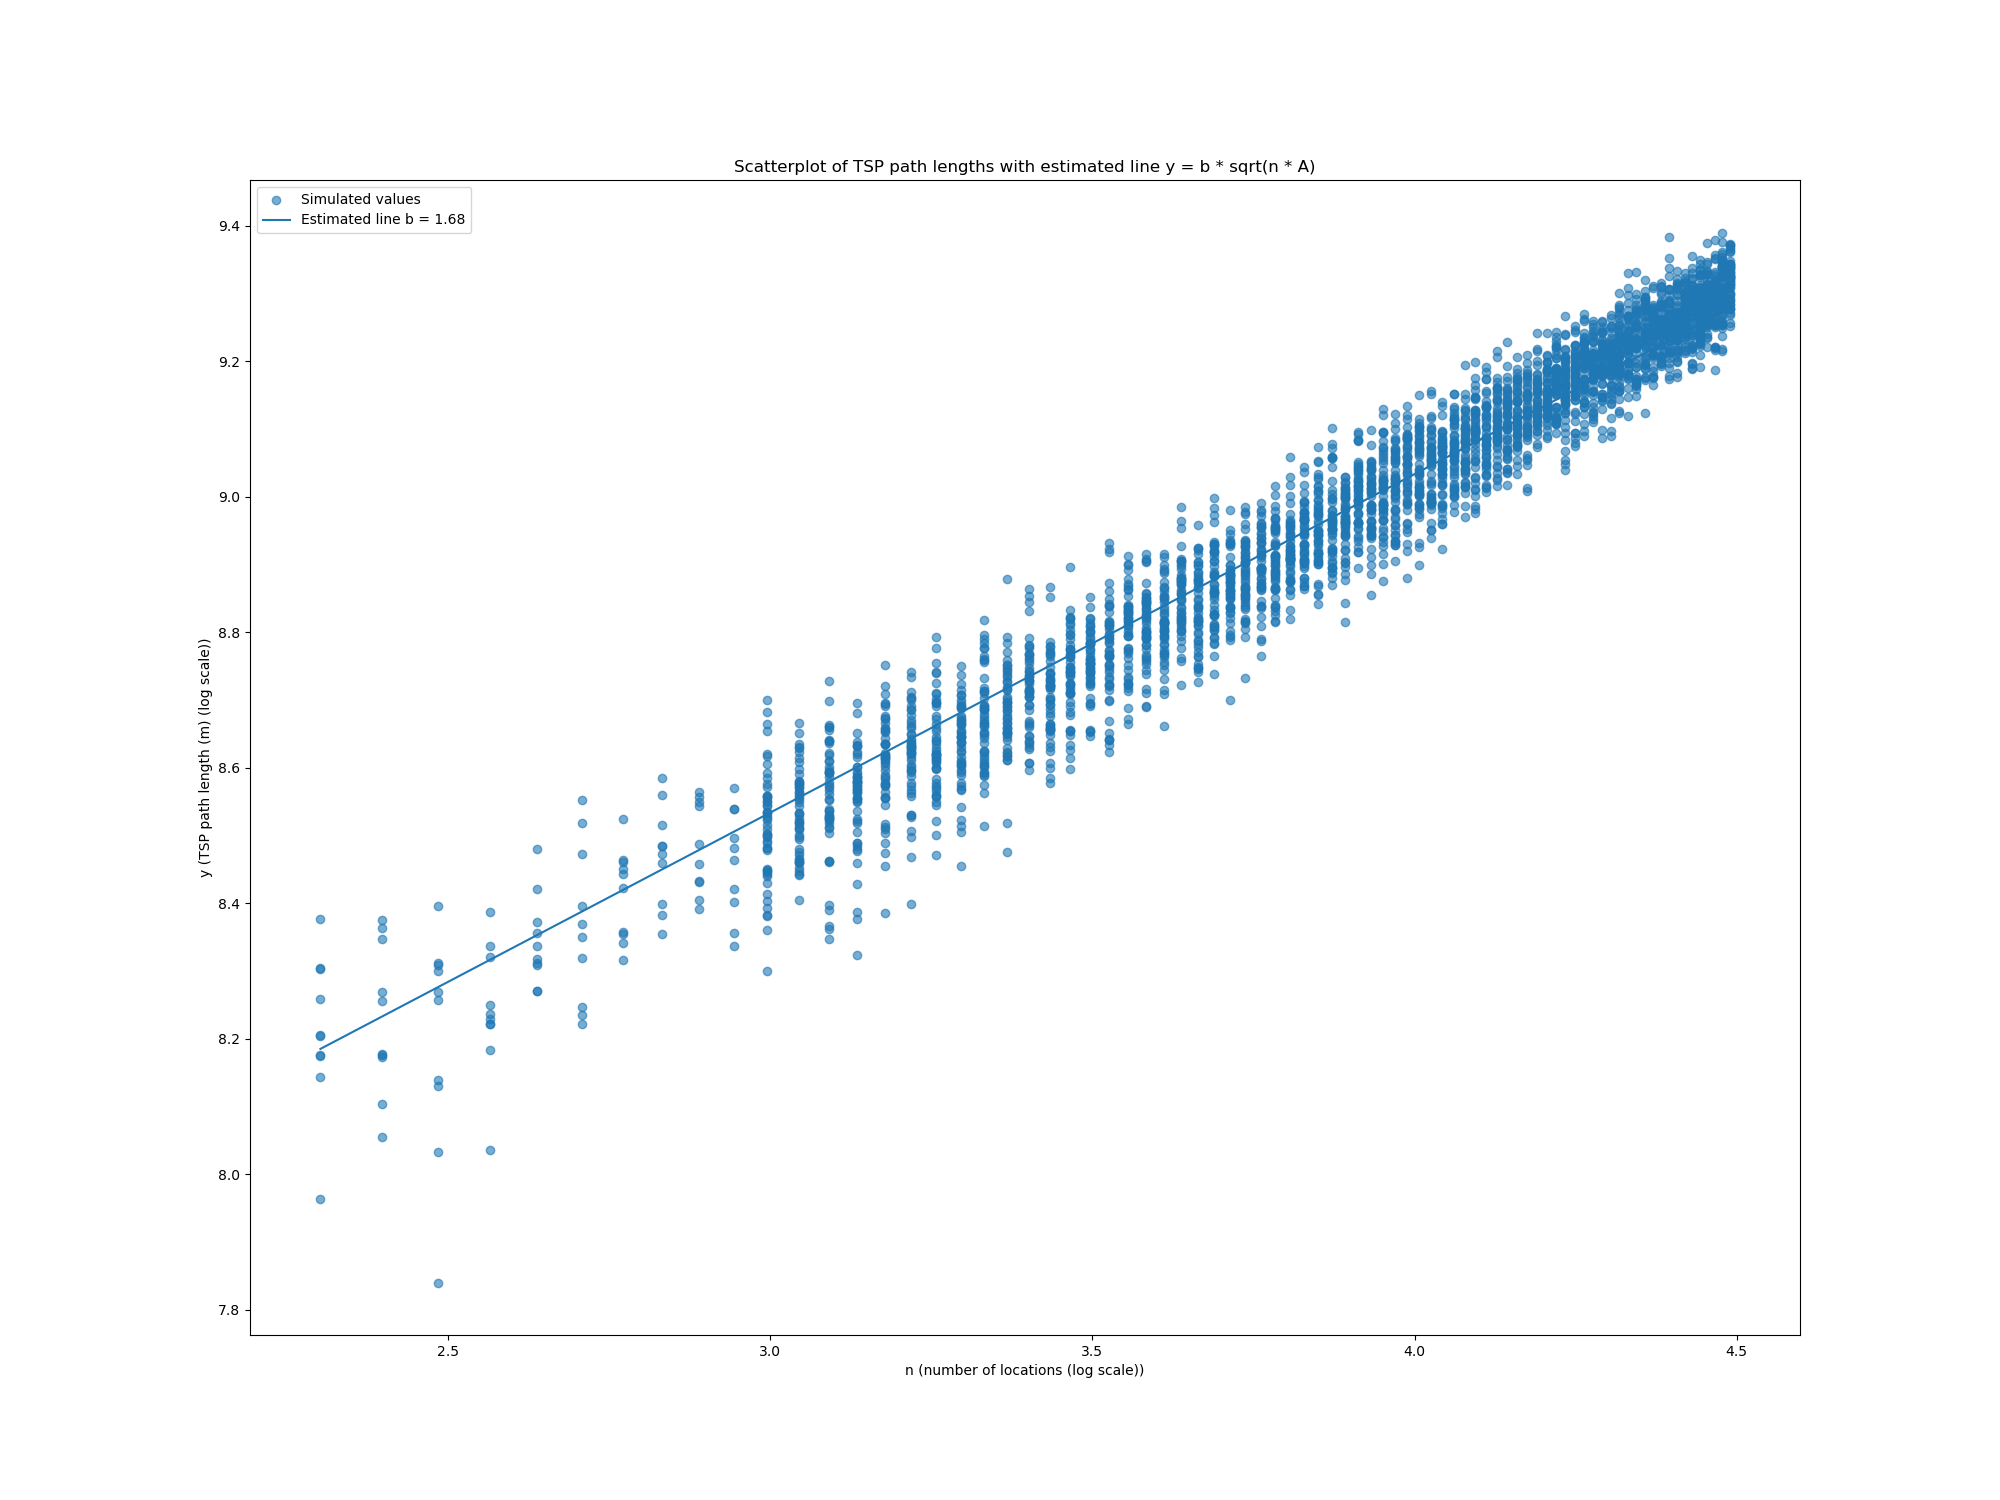 Scatterplot of TSP path lengths with estimated line y = b * sqrt(n * A)
Simulated values
Estimated line b = 1.68
9.4
9.2
9.0
8.8
8.6
8.4
8.2
8.0
7.8
y (TSP path length (m) (log scale))
2.5 3.0 3.5 4.0 4.5
n (number of locations (log scale))